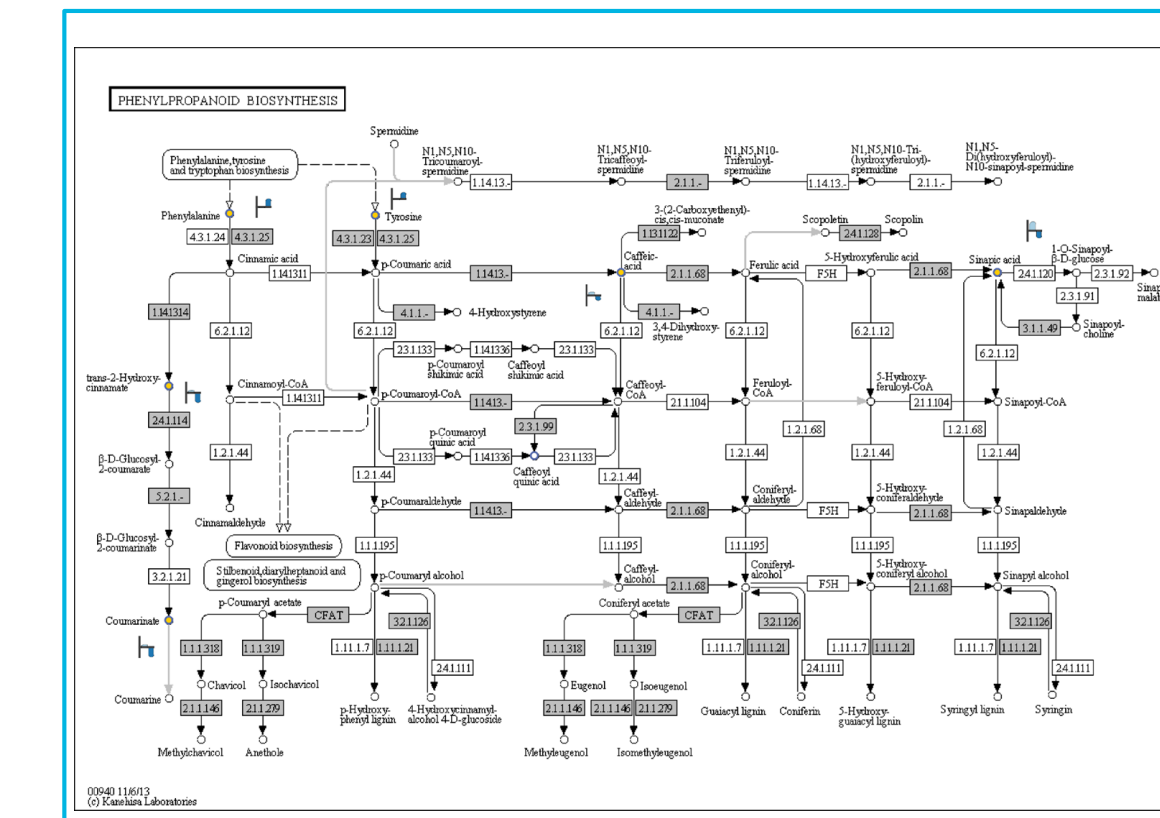 PHENYLPROPANOID BIOSYNTHESIS
Spermidine
Phenylalanine,tyrosine
and tryptophan biosynthesis
N1,N5,N10-
Tricoumaroyl-
spermidine
1.14.13.-
N1,N5,N10-
Tricaffeoyl-
spermidine
2.1.1.-
N1,N5,N10-
Triferuloyl-
spermidine
1.14.13.-
N1,N5,N10-Tri-
(hydroxyferuloyl)-
spermidine
2.1.1.-
N1,N5-
Di(hydroxyferuloyl)-
N10-sinapoyl-spermidine
Phenylalanine
Tyrosine
3-(2-Carboxyethenyl)-
cis,cis-muconate
Scopoletin
Scopolin
4.3.1.24
4.3.1.25
4.3.1.23
4.3.1.25
1.13.11.22
2.4.1.128
Cinnamic acid
1.14.13.11
p-Coumaric acid
1.14.13.-
Caffeic
acid
2.1.1.68
Ferulic acid
F5H
5-Hydroxyferulic acid
2.1.1.68
Sinapic acid
2.4.1.120
1-O-Sinapoyl-
β-D-glucose
2.3.1.92
2.3.1.91
1.14.13.14
4.1.1.-
4-Hydroxystyrene
4.1.1.-
3,4-Dihydroxy-
styrene
3.1.1.49
Sinapoyl-
choline
6.2.1.12
6.2.1.12
6.2.1.12
6.2.1.12
6.2.1.12
6.2.1.12
2.3.1.133
p-Coumaroyl
shikimic acid
1.14.13.36
Caffeoyl
shikimic acid
2.3.1.133
trans-2-Hydroxy-
cinnamate
Cinnamoyl-CoA
1.14.13.11
p-Coumaroyl-CoA
1.14.13.-
Caffeoyl-
CoA
2.1.1.104
Feruloyl-
CoA
5-Hydroxy-
feruloyl-CoA
2.1.1.104
Sinapoyl-CoA
2.4.1.114
2.3.1.99
1.2.1.68
1.2.1.68
β-D-Glucosyl-
2-coumarate
1.2.1.44
2.3.1.133
p-Coumaroyl
quinic acid
1.14.13.36
Caffeoyl
quinic acid
2.3.1.133
1.2.1.44
1.2.1.44
1.2.1.44
1.2.1.44
1.2.1.44
5.2.1.-
Cinnamaldehyde
p-Coumaraldehyde
1.14.13.-
Caffeyl-
aldehyde
2.1.1.68
Coniferyl-
aldehyde
F5H
5-Hydroxy-
coniferaldehyde
2.1.1.68
Sinapaldehyde
β-D-Glucosyl-
2-coumarinate
Flavonoid biosynthesis
1.1.1.195
1.1.1.195
1.1.1.195
1.1.1.195
1.1.1.195
Stilbenoid,diarylheptanoid and
gingerol biosynthesis
3.2.1.21
p-Coumaryl alcohol
Caffeyl-
alcohol
2.1.1.68
Coniferyl-
alcohol
F5H
5-Hydroxy-
coniferyl alcohol
2.1.1.68
Sinapyl alcohol
Coumarinate
p-Coumaryl acetate
CFAT
3.2.1.126
Coniferyl acetate
CFAT
3.2.1.126
3.2.1.126
1.1.1.318
1.1.1.319
1.11.1.7
1.11.1.21
2.4.1.111
1.1.1.318
1.1.1.319
1.11.1.7
1.11.1.21
2.4.1.111
1.11.1.21
1.11.1.7
1.11.1.21
2.4.1.111
Coumarine
Chavicol
Isochavicol
Eugenol
Isoeugenol
2.1.1.146
2.1.1.279
p-Hydroxy-
phenyl lignin
4-Hydroxycinnamyl-
alcohol 4-D-glucoside
2.1.1.146
2.1.1.146
2.1.1.279
Guaiacyl lignin
Coniferin
5-Hydroxy-
guaiacyl lignin
Syringyl lignin
Syringin
Methylchavicol
Anethole
Methyleugenol
Isomethyleugenol
00940 11/6/13
(c) Kanehisa Laboratories